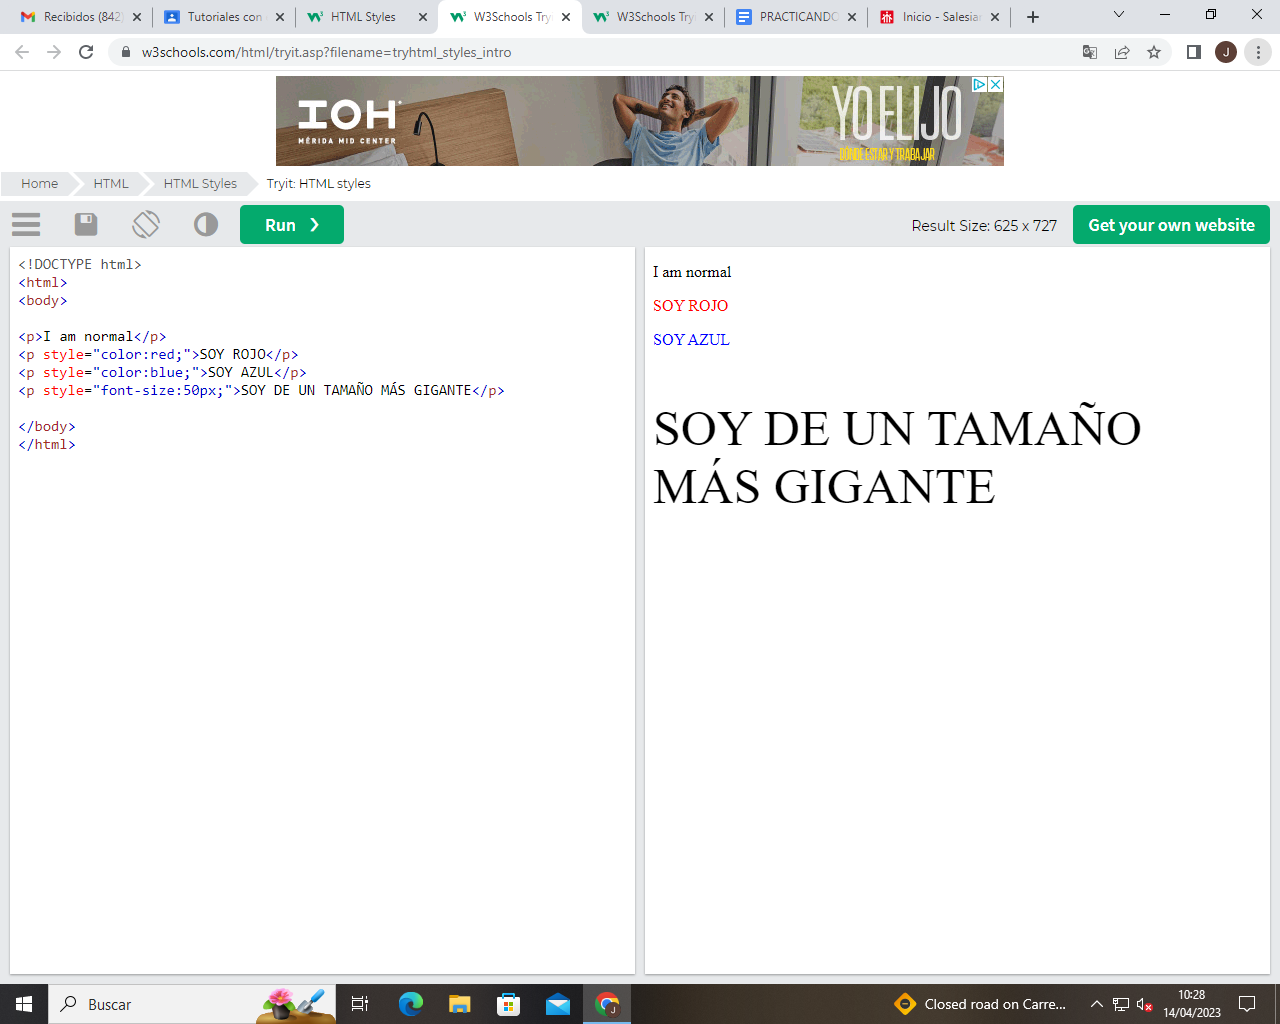 Recibidos (842)
Tutoriales con
HTML Styles
W3Schools Try
W3Schools Try
PRACTICANDO
Inicio - Salesian
w3schools.com/html/tryit.asp?filename=tryhtml_styles_intro
J
IOH
MÉRIDA MID CENTER
YO ELIJO
DÓNDE ESTAR Y TRABAJAR
Home
HTML
HTML Styles
Tryit: HTML styles
Run ❯
Result Size: 625 x 727
Get your own website
<!DOCTYPE html>
<html>
<body>
<p>I am normal</p>
<p style="color:red;">SOY ROJO</p>
<p style="color:blue;">SOY AZUL</p>
<p style="font-size:50px;">SOY DE UN TAMAÑO MÁS GIGANTE</p>
</body>
</html>
I am normal
SOY ROJO
SOY AZUL
SOY DE UN TAMAÑO
MÁS GIGANTE
Buscar
Closed road on Carre...
10:28
14/04/2023